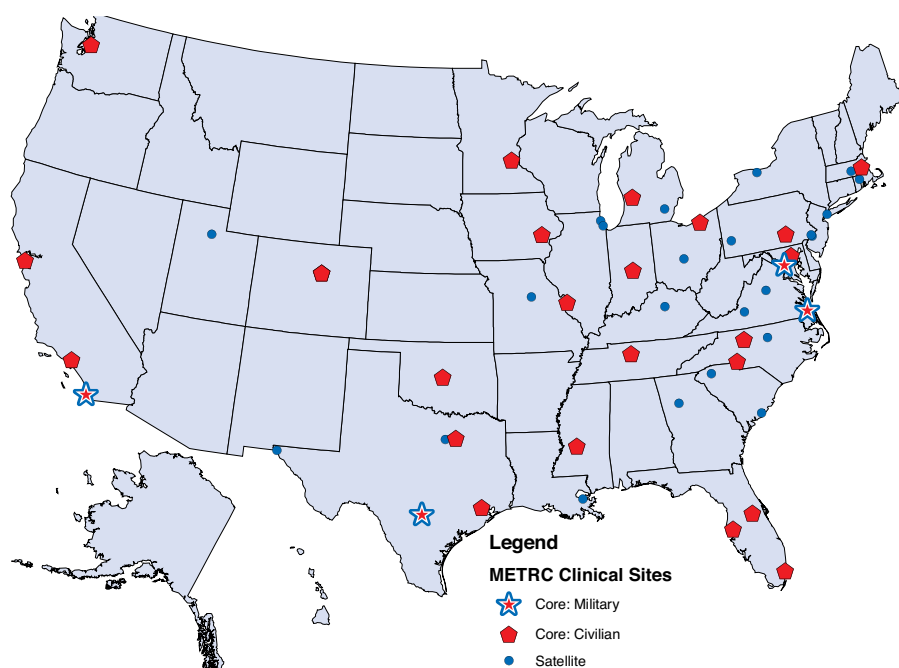 Legend
METRC Clinical Sites
Core: Military
Core: Civilian
Satellite